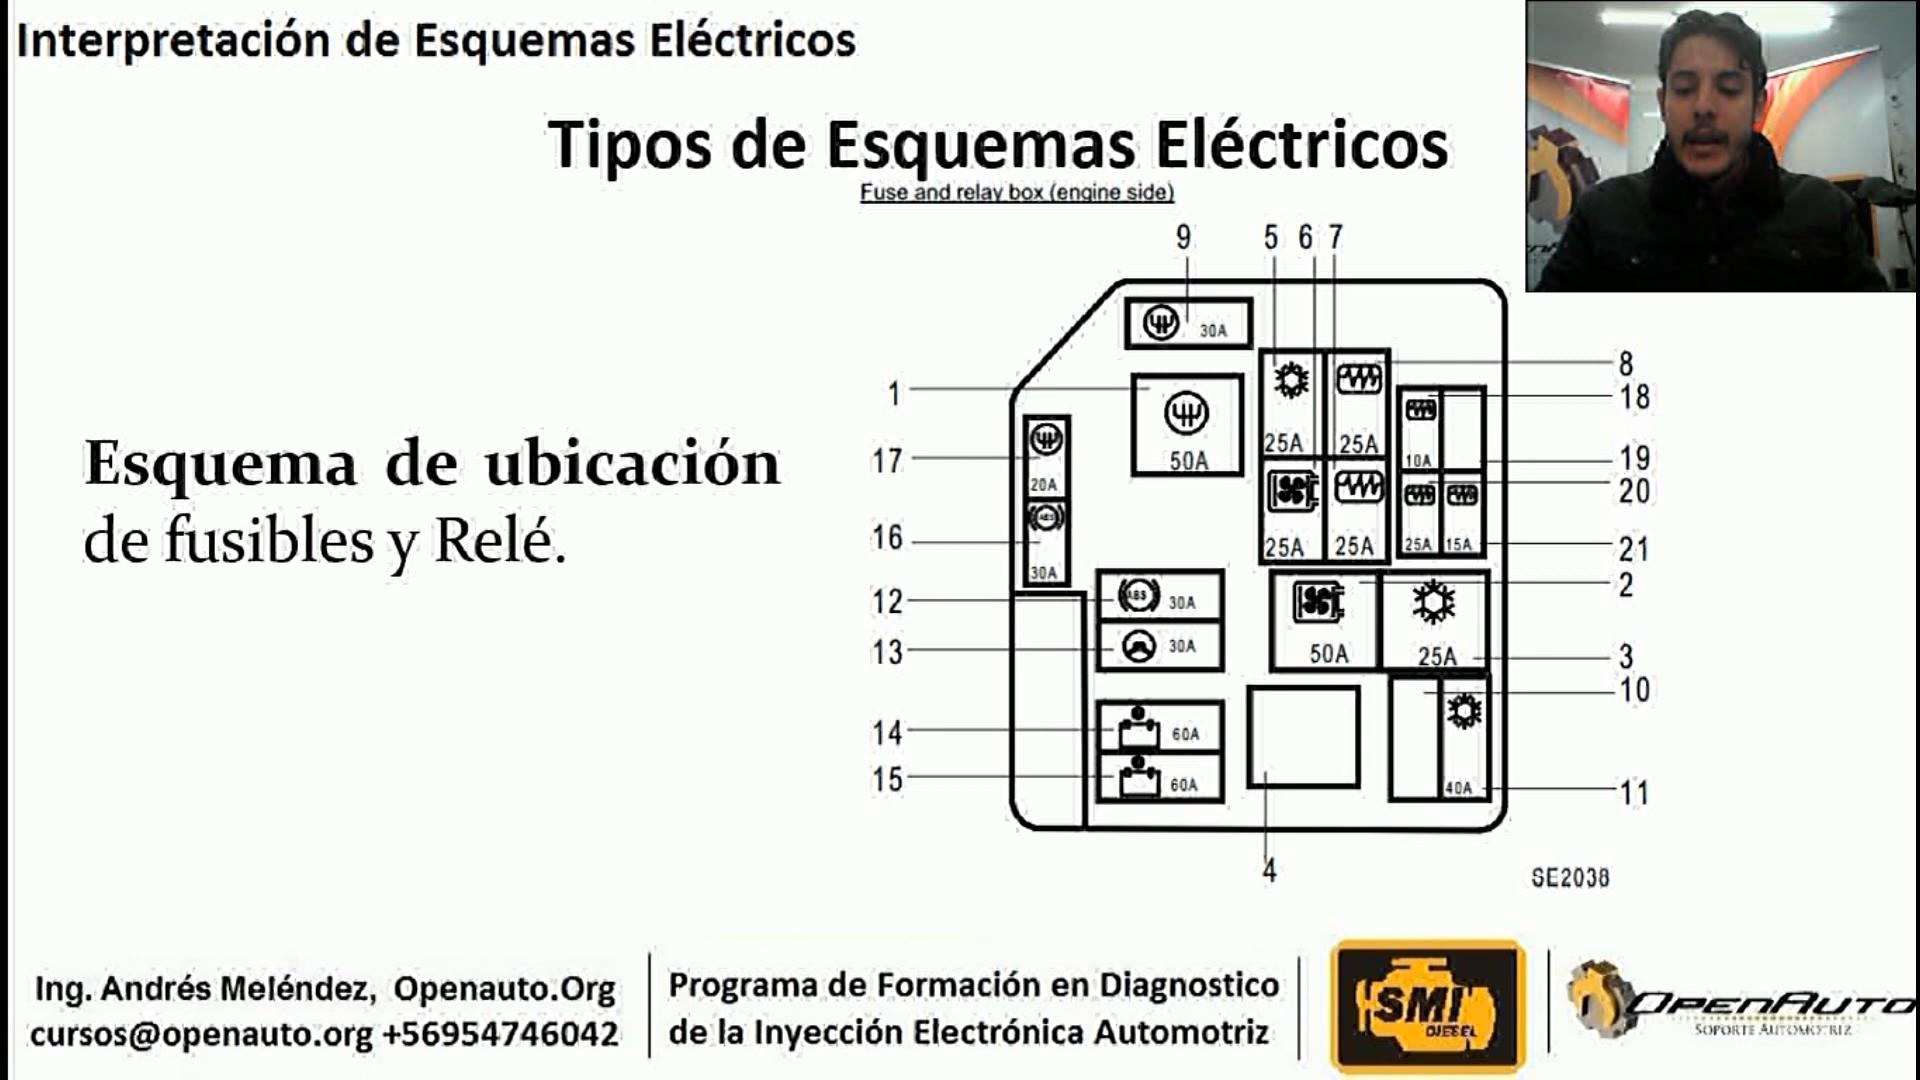 Interpretación de Esquemas Eléctricos
Tipos de Esquemas Eléctricos
Fuse and relay box (engine side)
Esquema de ubicación
de fusibles y Relé.
9 5 6 7
30A
1
50A
25A 25A
8
18
10A
17
20A
19
20
16
30A
25A 25A
25A 15A
21
2
12
ABS 30A
13
30A
50A
25A
3
10
14
60A
15
60A
40A
11
4
SE2038
Ing. Andrés Meléndez, Openauto.Org
cursos@openauto.org +56954746042
Programa de Formación en Diagnostico
de la Inyección Electrónica Automotriz
SMI
DIESEL
OPENAUTO
SOPORTE AUTOMOTRIZ